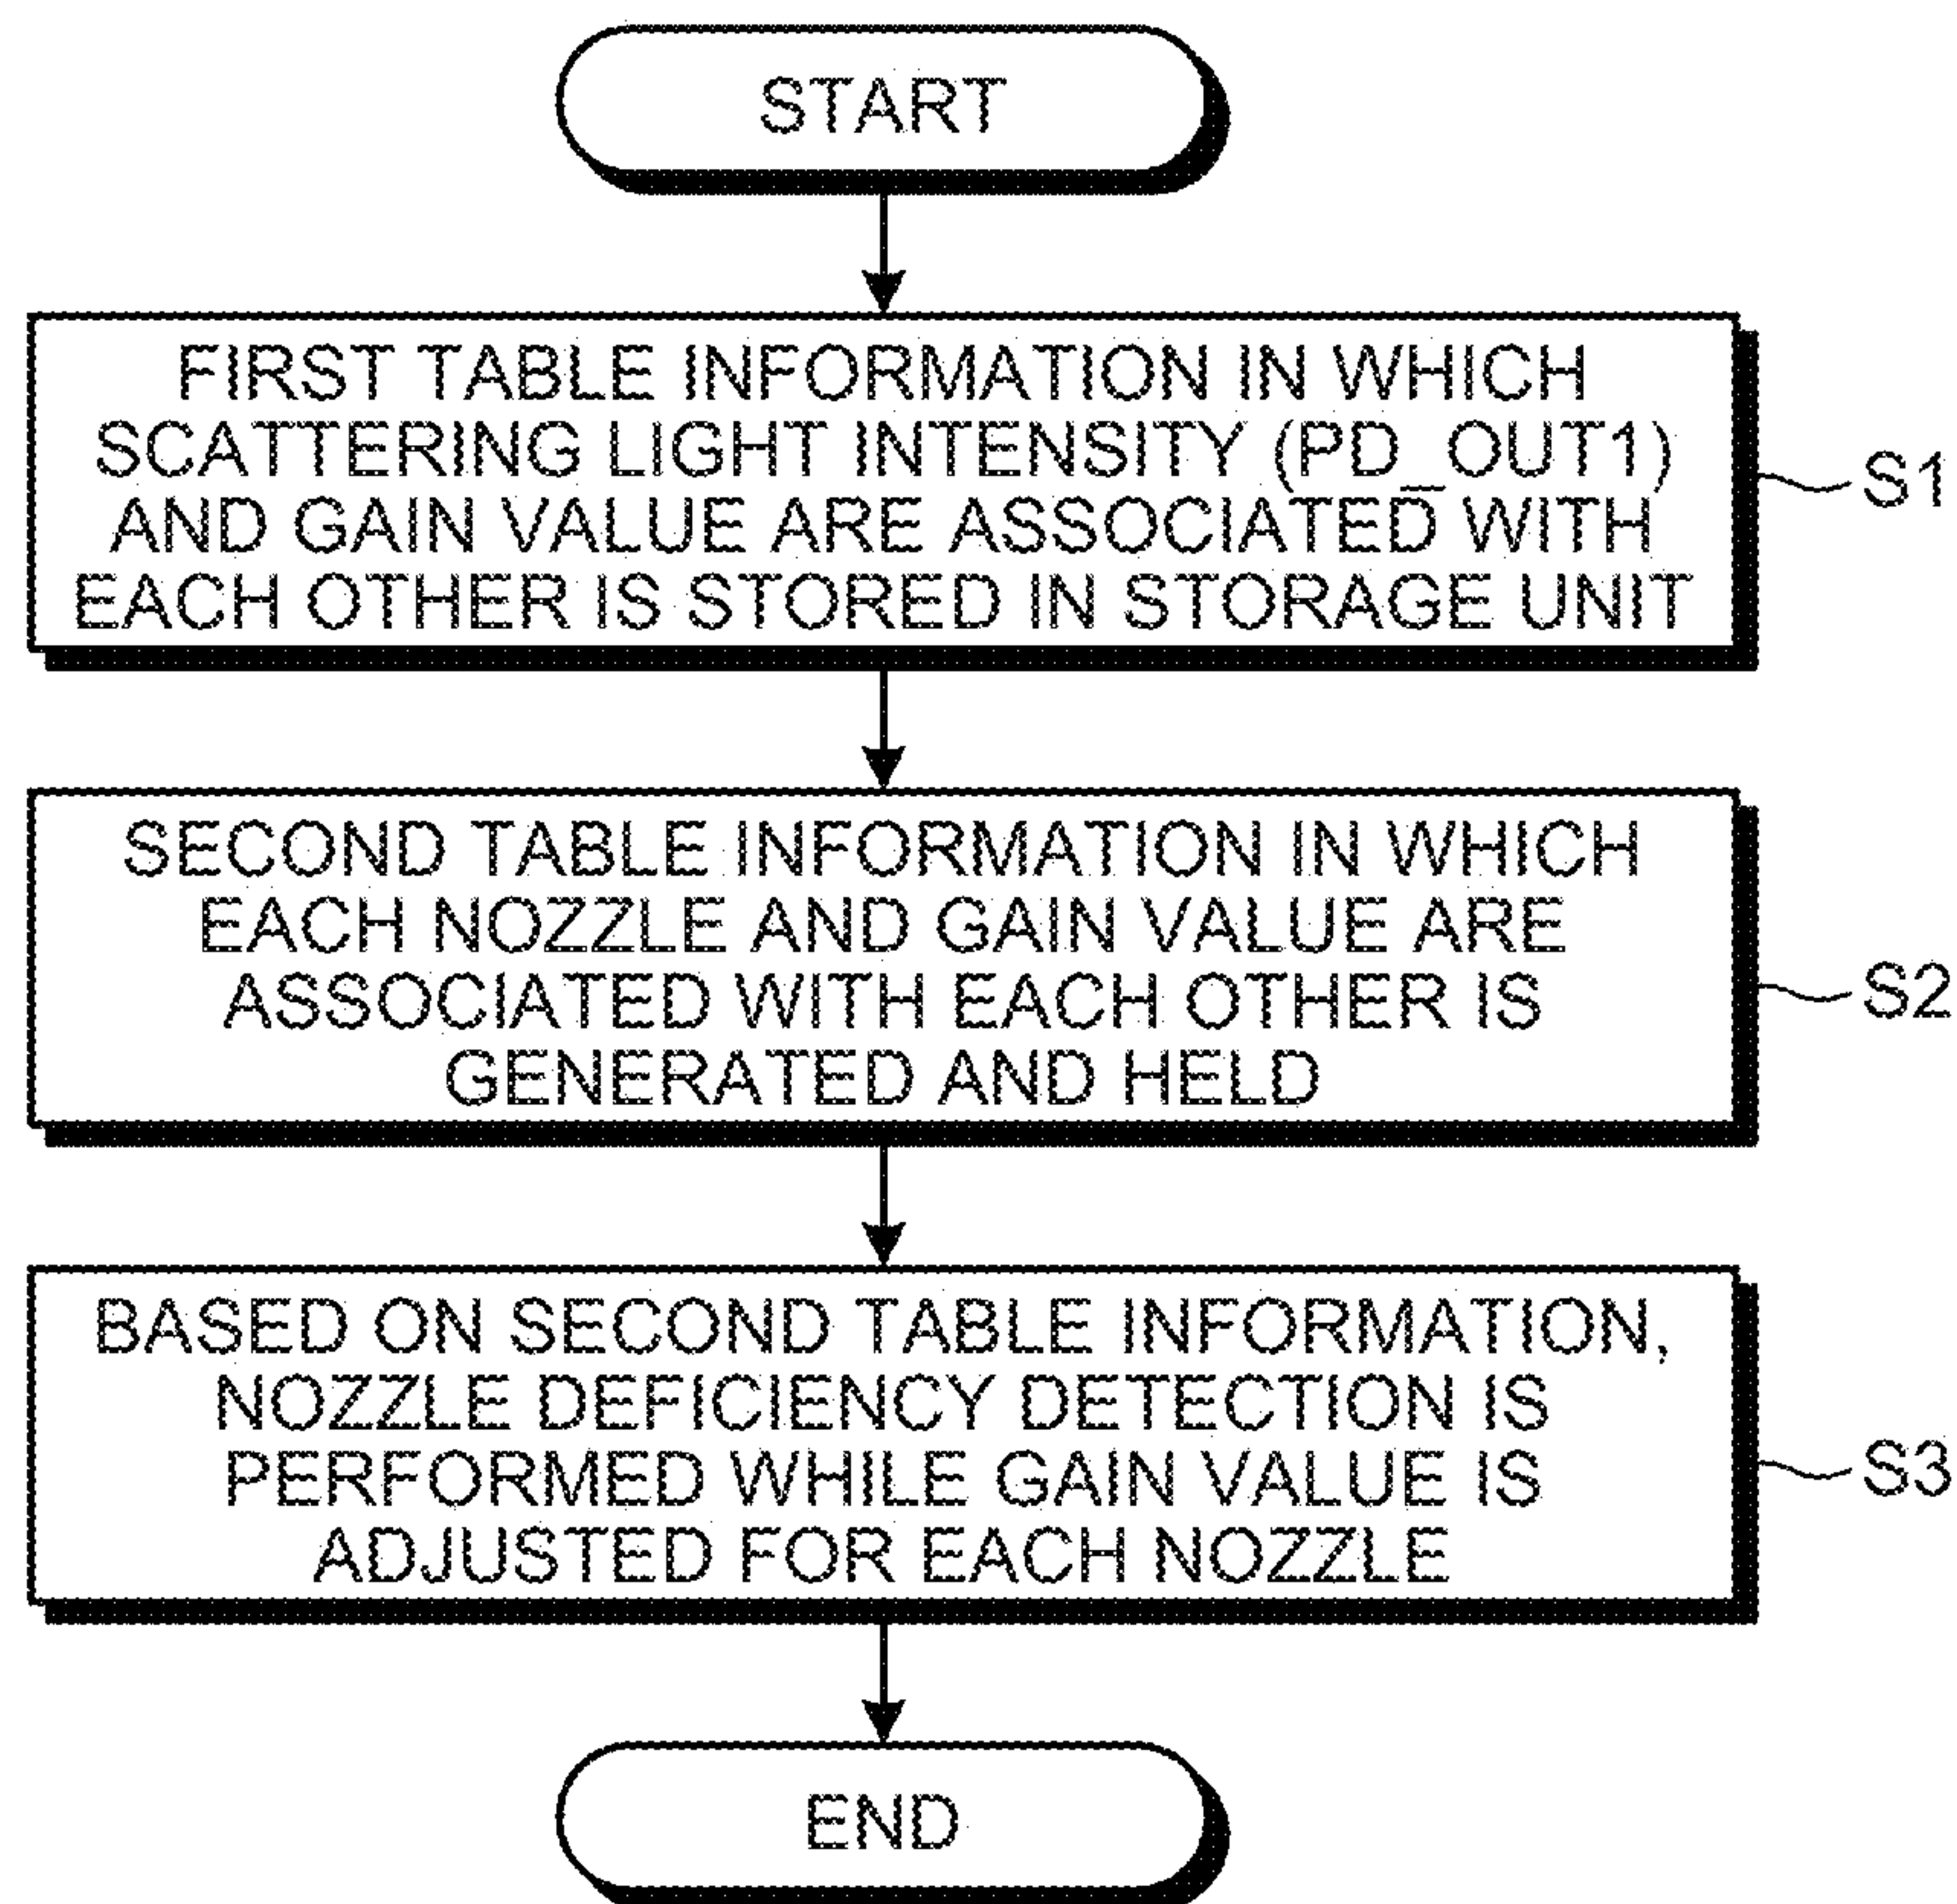 START
FIRST TABLE INFORMATION IN WHICH
SCATTERING LIGHT INTENSITY (PD_OUT1)
AND GAIN VALUE ARE ASSOCIATED WITH
EACH OTHER IS STORED IN STORAGE UNIT
S1
SECOND TABLE INFORMATION IN WHICH
EACH NOZZLE AND GAIN VALUE ARE
ASSOCIATED WITH EACH OTHER IS
GENERATED AND HELD
S2
BASED ON SECOND TABLE INFORMATION,
NOZZLE DEFICIENCY DETECTION IS
PERFORMED WHILE GAIN VALUE IS
ADJUSTED FOR EACH NOZZLE
S3
END